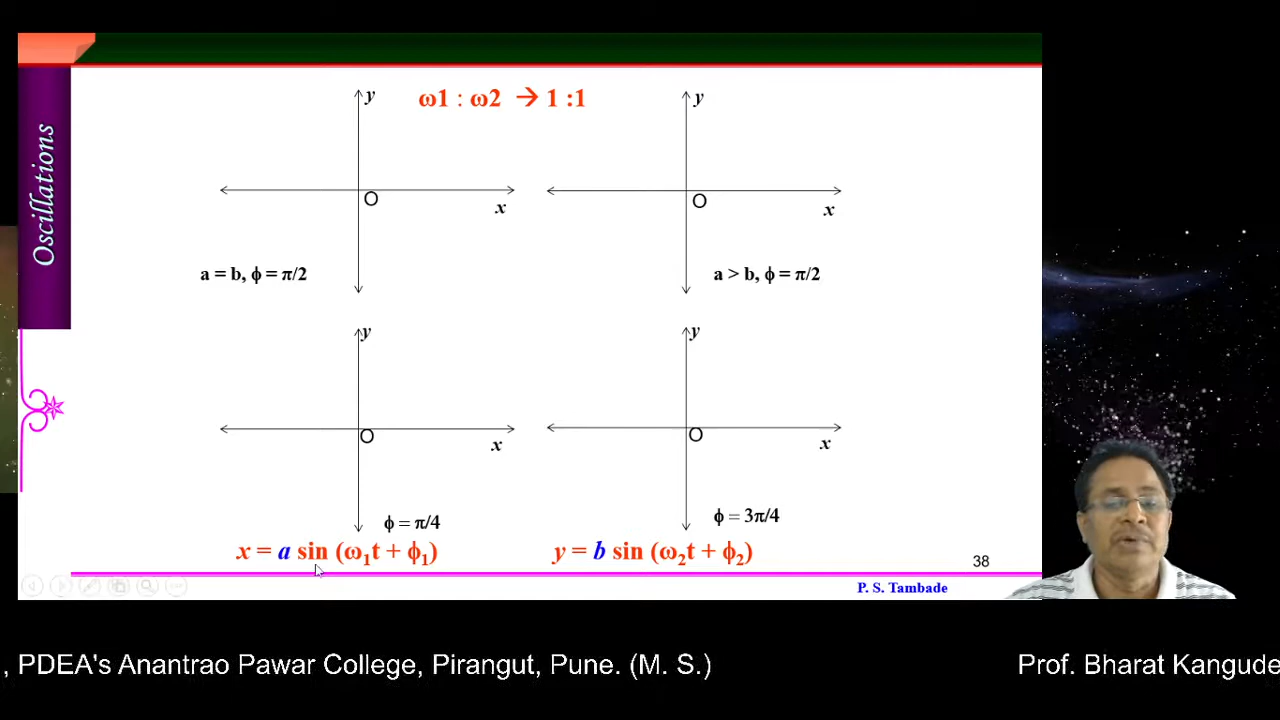 Oscillations
ω1 : ω2 → 1 :1
y
O
x
a = b, ϕ = π/2
y
O
x
a > b, ϕ = π/2
y
O
x
ϕ = π/4
y
O
x
ϕ = 3π/4
x = a sin (ω₁t + ϕ₁)
y = b sin (ω₂t + ϕ₂)
38
P. S. Tambade
, PDEA's Anantrao Pawar College, Pirangut, Pune. (M. S.)
Prof. Bharat Kangude